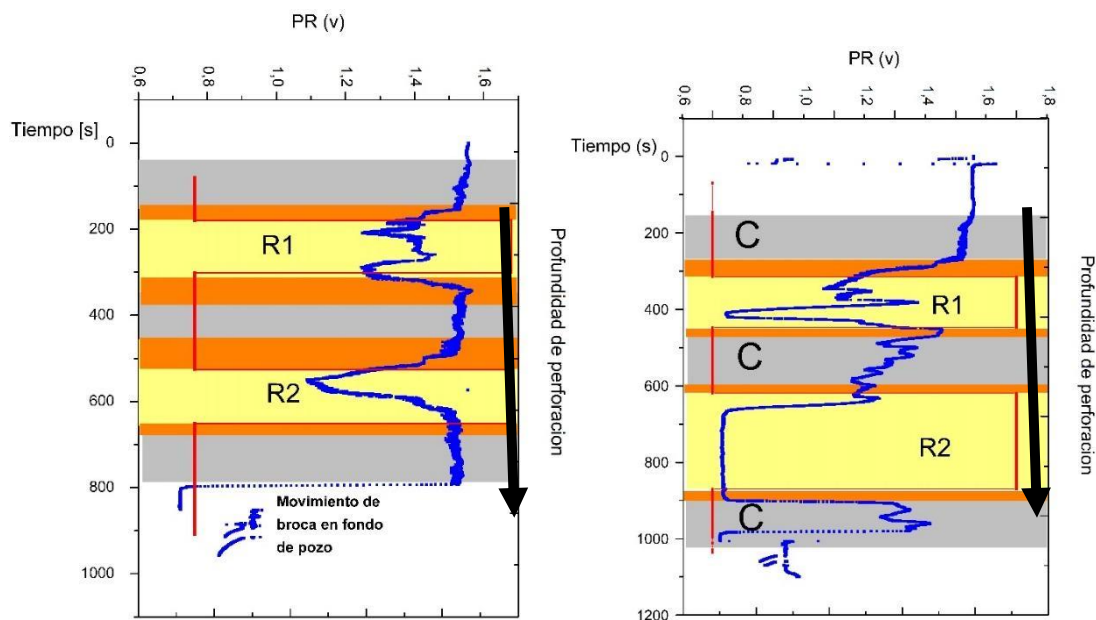 PR (v)
0,6
0,8
1,0
1,2
1,4
1,6
Tiempo [s]
0
200
400
600
800
1000
R1
R2
Movimiento de
broca en fondo
de pozo
Profundidad de perforacion
PR (v)
0,6
0,8
1,0
1,2
1,4
1,6
1,8
Tiempo (s)
0
200
400
600
800
1000
1200
C
R1
C
R2
C
Profundidad de perforacion